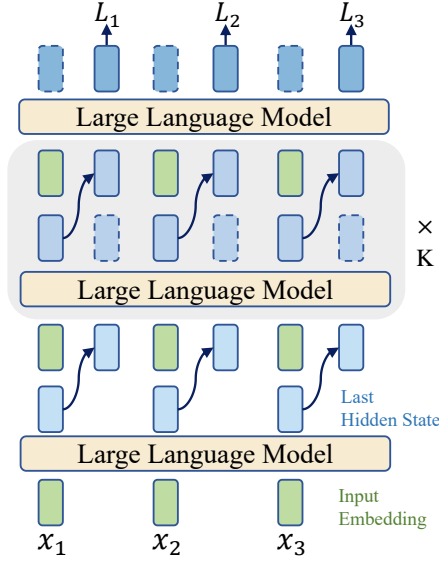 L₁ L₂ L₃
Large Language Model
×
K
Large Language Model
Last
Hidden State
Large Language Model
Input
Embedding
x₁ x₂ x₃